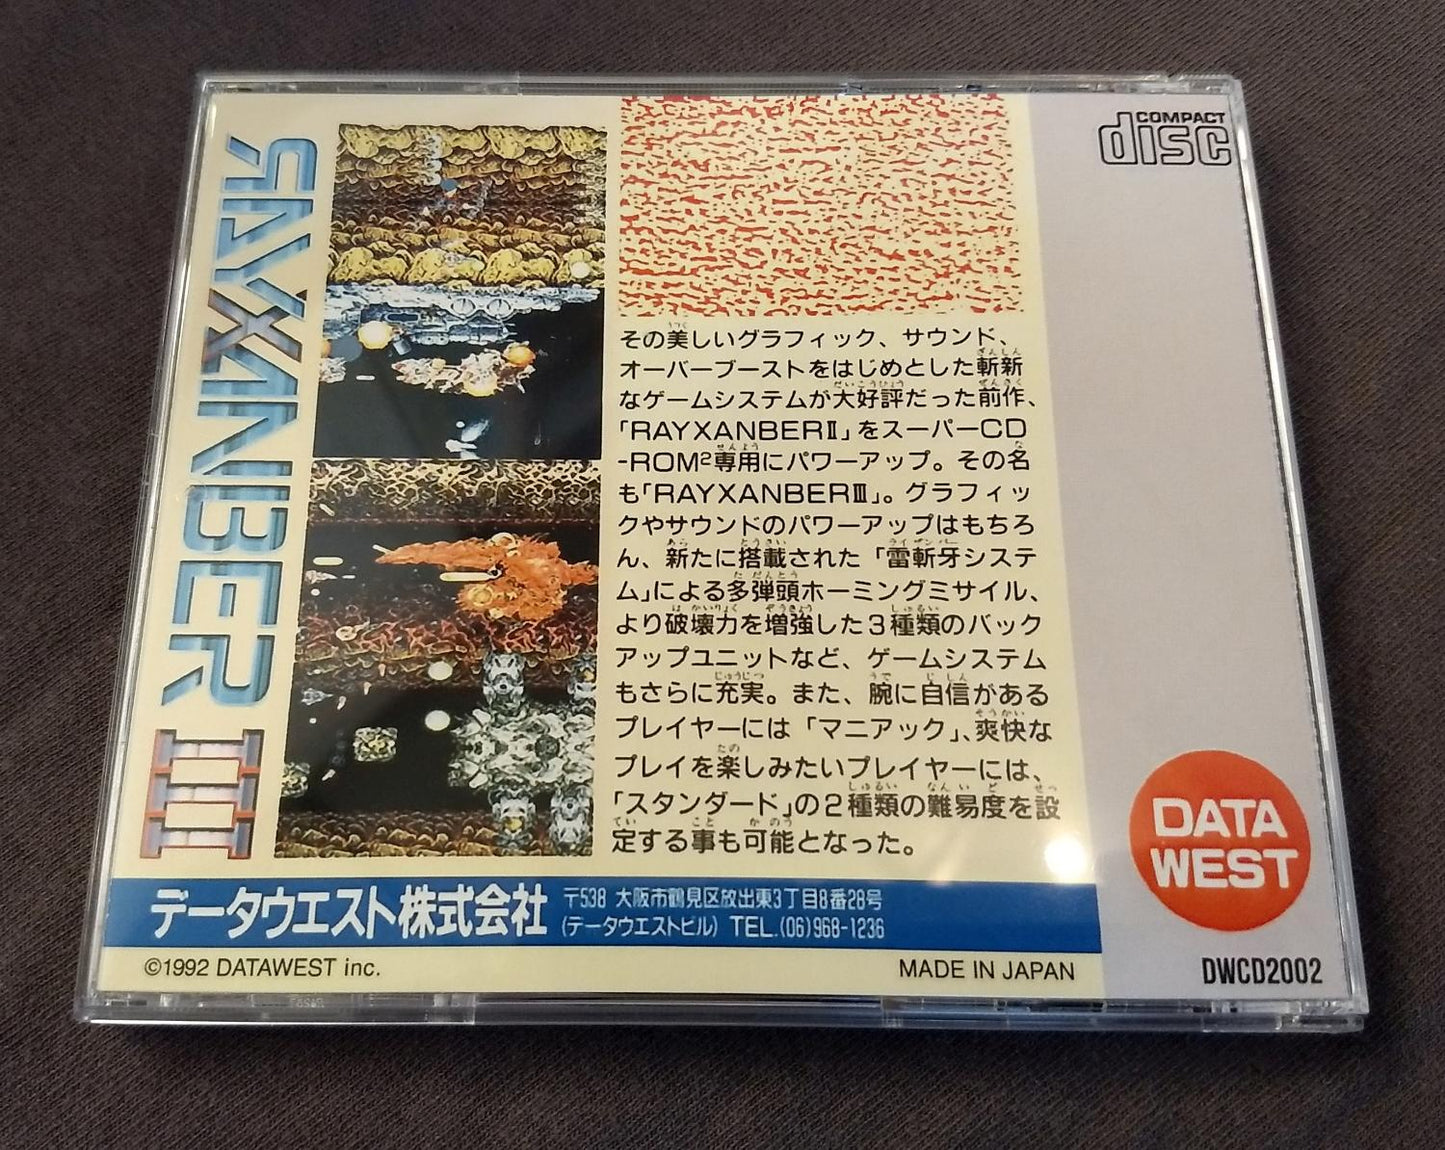 RAYXANBER III
COMPACT
disc
その美しいグラフィック、サウンド、
オーバーブーストをはじめとした斬新
なゲームシステムが大好評だった前作、
「RAYXANBERⅡ」をスーパーCD
-ROM²専用にパワーアップ。その名
も「RAYXANBERⅢ」。グラフィッ
クやサウンドのパワーアップはもちろ
ん、新たに搭載された「雷斬牙システ
ム」による多弾頭ホーミングミサイル、
より破壊力を増強した3種類のバック
アップユニットなど、ゲームシステム
もさらに充実。また、腕に自信がある
プレイヤーには「マニアック」、爽快な
プレイを楽しみたいプレイヤーには、
「スタンダード」の2種類の難易度を設
定する事も可能となった。
DATA
WEST
データウエスト株式会社
〒538 大阪市鶴見区放出東3丁目8番28号
(データウエストビル) TEL.(06)968-1236
©1992 DATAWEST inc.
MADE IN JAPAN
DWCD2002